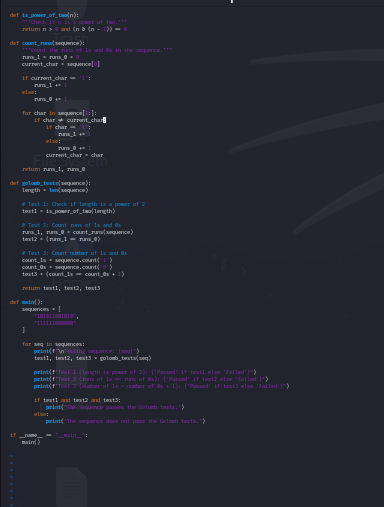 def is_power_of_two(n):
"""Check if n is a power of two."""
return n > 0 and (n & (n - 1)) == 0
def count_runs(sequence):
"""Count the runs of 1s and 0s in the sequence."""
runs_1 = runs_0 = 0
current_char = sequence[0]
if current_char == '1':
runs_1 += 1
else:
runs_0 += 1
for char in sequence[1:]:
if char ≠ current_char:
if char == '1':
runs_1 += 1
else:
runs_0 += 1
current_char = char
return runs_1, runs_0
def golomb_tests(sequence):
length = len(sequence)
# Test 1: Check if length is a power of 2
test1 = is_power_of_two(length)
# Test 2: Count runs of 1s and 0s
runs_1, runs_0 = count_runs(sequence)
test2 = (runs_1 == runs_0)
# Test 3: Count number of 1s and 0s
count_1s = sequence.count('1')
count_0s = sequence.count('0')
test3 = (count_1s == count_0s + 1)
return test1, test2, test3
def main():
sequences = [
]
for seq in sequences:
print(f"\nTesting sequence: {seq}")
test1, test2, test3 = golomb_tests(seq)
print(f"Test 1 (length is power of 2): {'Passed' if test1 else 'Failed'}")
print(f"Test 2 (runs of 1s == runs of 0s): {'Passed' if test2 else 'Failed'}")
print(f"Test 3 (number of 1s = number of 0s + 1): {'Passed' if test3 else 'Failed'}")
if test1 and test2 and test3:
print("The sequence passes the Golomb tests.")
else:
print("The sequence does not pass the Golomb tests.")
if __name__ == "__main__":
main()
~
~
~
~
~
~
~